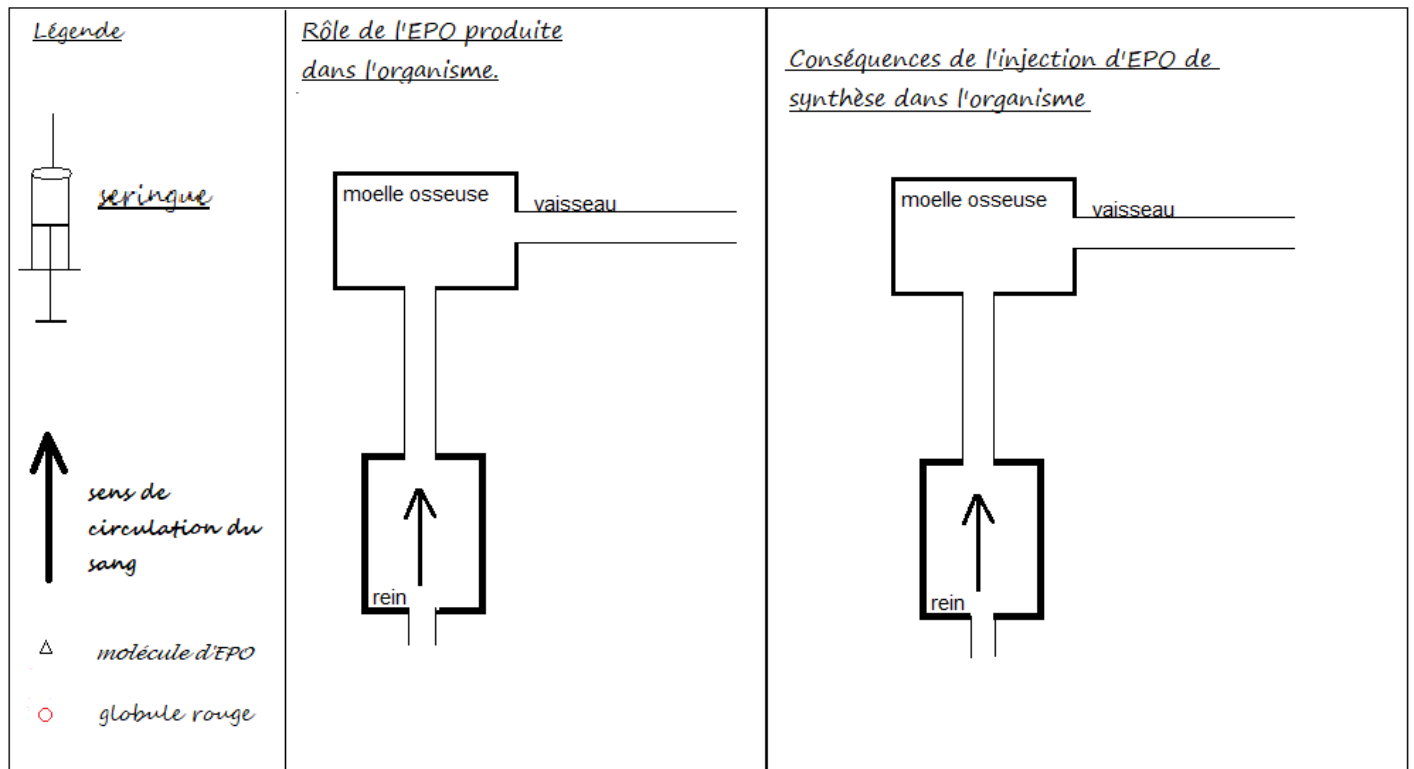 Légende
seringue
sens de
circulation du
sang
molécule d'EPO
globule rouge
Rôle de l'EPO produite
dans l'organisme.
moelle osseuse
vaisseau
rein
Conséquences de l'injection d'EPO de
synthèse dans l'organisme
moelle osseuse
vaisseau
rein